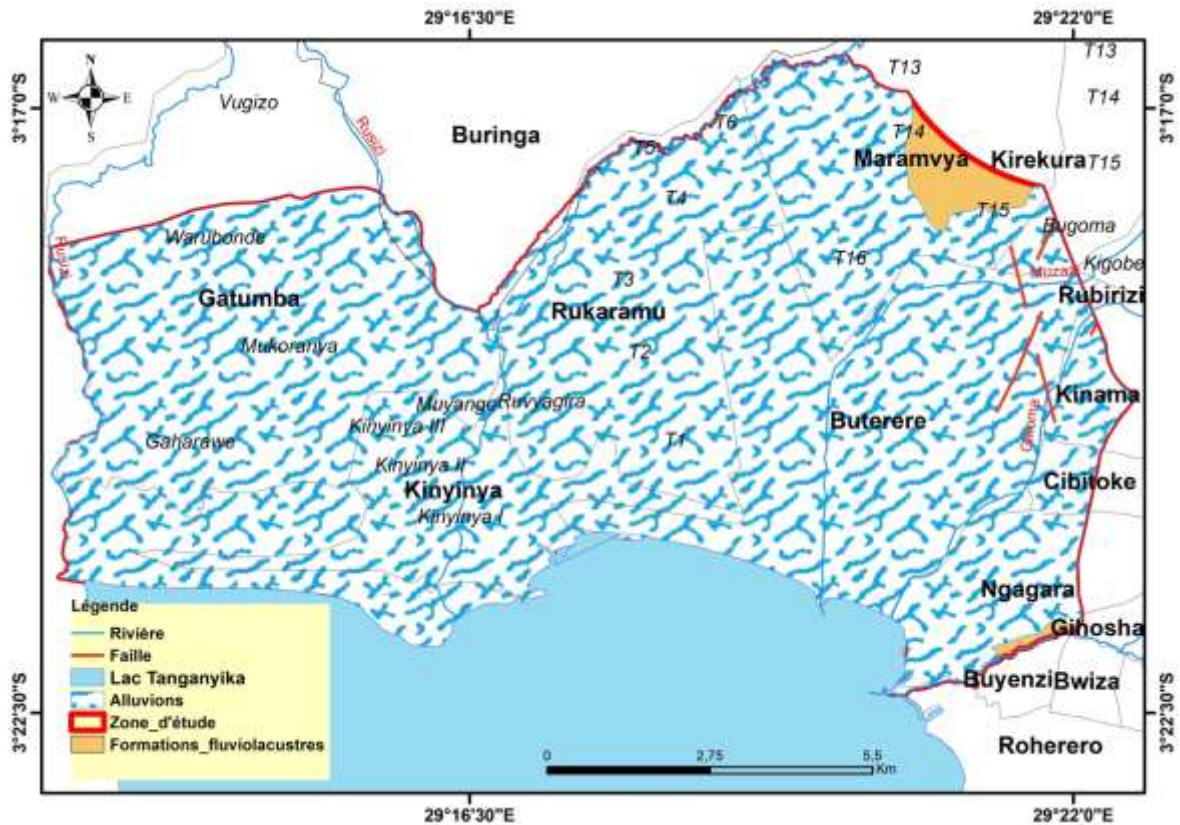 29°16'30"E
29°22'0"E
3°17'0"S
3°17'0"S
N
W
E
S
T13
T13
Vugizo
T14
Rusizi
Buringa
T6
T5
T14
Maramvya
Kirekura
T15
T4
T15
Bugoma
Warubonde
Rusizi
T16
Kigobe
Gatumba
T3
Rubirizi
Rukaramu
Mukoranya
T2
Kinama
Muyange
Ruvyagira
Kinyinya III
Buterere
Gaharawe
T1
Kinyinya II
Cibitoke
Kinyinya
Kinyinya I
Ngagara
Légende
Rivière
Faille
Lac Tanganyika
Alluvions
Zone_d'étude
Formations_fluviolacustres
Gihosha
Buyenzi
Bwiza
Roherero
3°22'30"S
3°22'30"S
0
2,75
5,5
Km
29°16'30"E
29°22'0"E